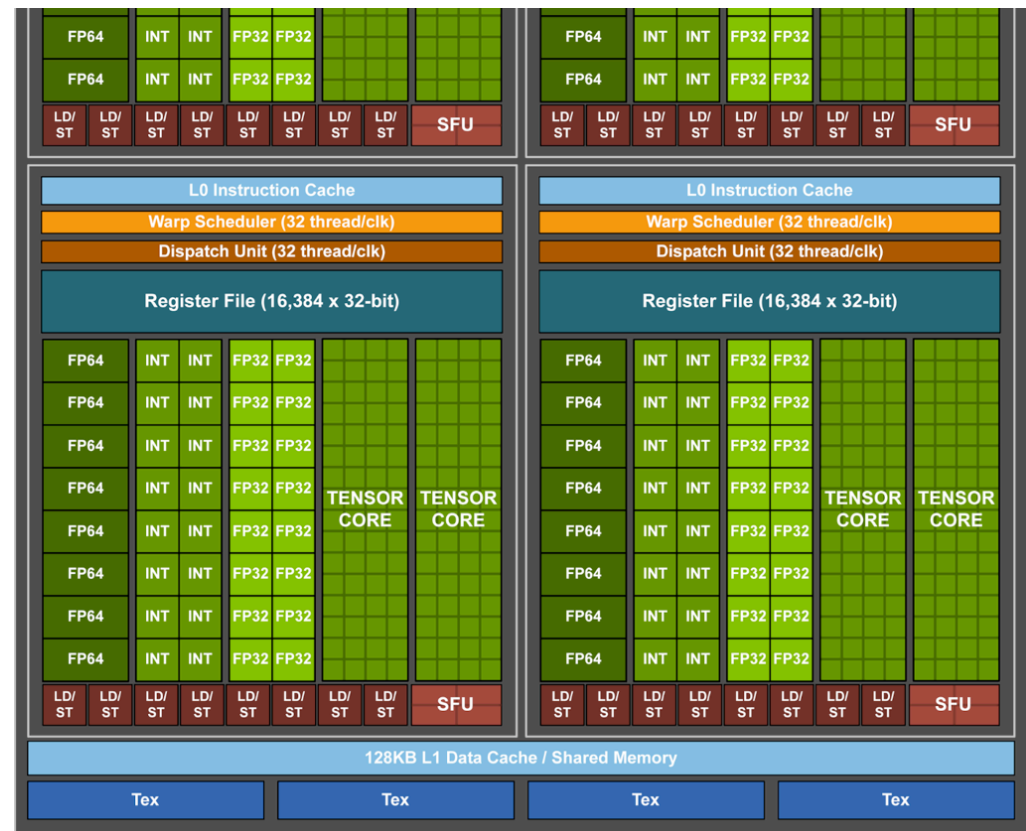 FP64 INT INT FP32 FP32 FP64 INT INT FP32 FP32
FP64 INT INT FP32 FP32 FP64 INT INT FP32 FP32
LD/ LD/ LD/ LD/ LD/ LD/ LD/ LD/ SFU LD/ LD/ LD/ LD/ LD/ LD/ LD/ LD/ SFU
ST ST ST ST ST ST ST ST ST ST ST ST ST ST ST ST
L0 Instruction Cache
Warp Scheduler (32 thread/clk)
Dispatch Unit (32 thread/clk)
Register File (16,384 x 32-bit)
FP64 INT INT FP32 FP32
FP64 INT INT FP32 FP32
FP64 INT INT FP32 FP32
FP64 INT INT FP32 FP32 TENSOR TENSOR
FP64 INT INT FP32 FP32 CORE CORE
FP64 INT INT FP32 FP32
FP64 INT INT FP32 FP32
FP64 INT INT FP32 FP32
LD/ LD/ LD/ LD/ LD/ LD/ LD/ LD/ SFU
ST ST ST ST ST ST ST ST
L0 Instruction Cache
Warp Scheduler (32 thread/clk)
Dispatch Unit (32 thread/clk)
Register File (16,384 x 32-bit)
FP64 INT INT FP32 FP32
FP64 INT INT FP32 FP32
FP64 INT INT FP32 FP32
FP64 INT INT FP32 FP32 TENSOR TENSOR
FP64 INT INT FP32 FP32 CORE CORE
FP64 INT INT FP32 FP32
FP64 INT INT FP32 FP32
FP64 INT INT FP32 FP32
LD/ LD/ LD/ LD/ LD/ LD/ LD/ LD/ SFU
ST ST ST ST ST ST ST ST
128KB L1 Data Cache / Shared Memory
Tex Tex Tex Tex